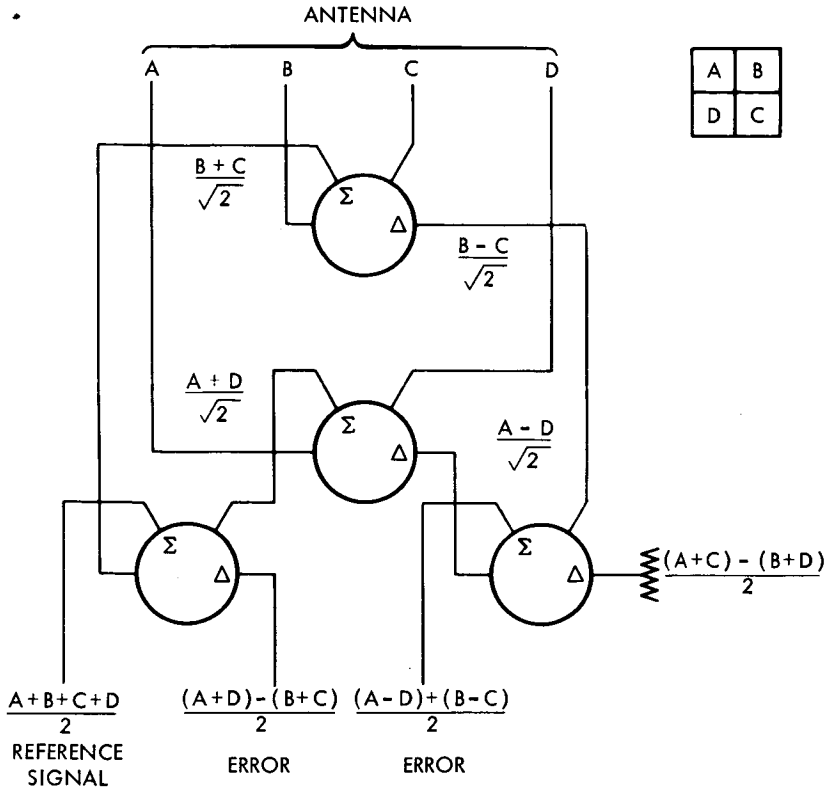 ANTENNA
A B C D
A B
D C
B + C
√2
Σ
Δ
B - C
√2
A + D
√2
Σ
Δ
A - D
√2
Σ
Δ
Σ
Δ
(A+C) - (B+D)
2
A+B+C+D
2
REFERENCE
SIGNAL
(A+D)-(B+C)
2
ERROR
(A-D)+(B-C)
2
ERROR